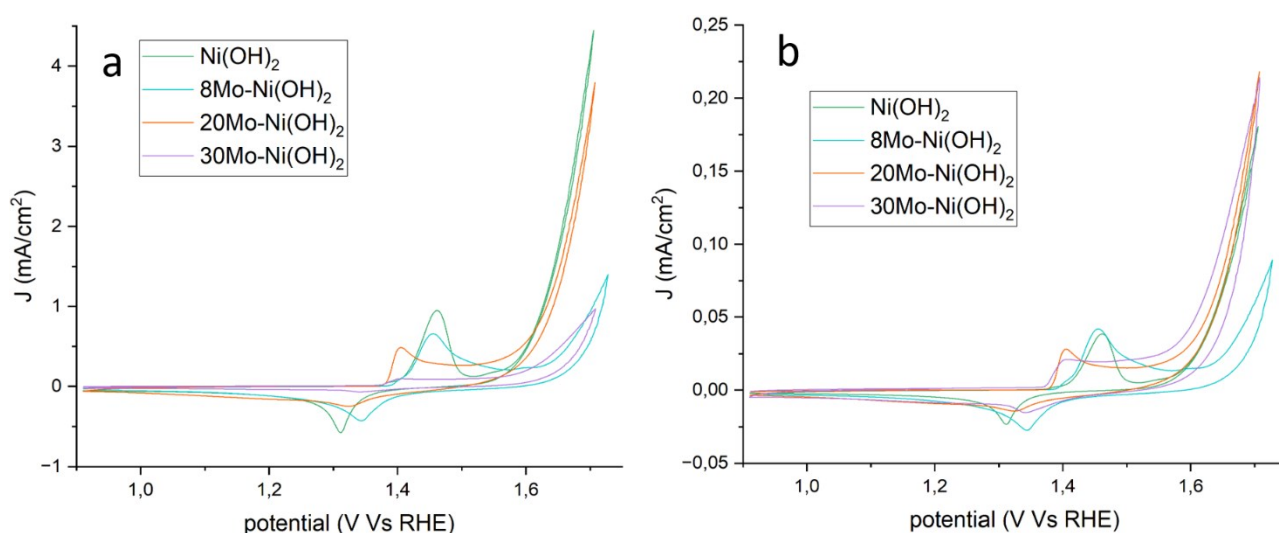 a
Ni(OH)₂
8Mo-Ni(OH)₂
20Mo-Ni(OH)₂
30Mo-Ni(OH)₂
J (mA/cm²)
4
3
2
1
0
−1
1,0
1,2
1,4
1,6
potential (V Vs RHE)
b
Ni(OH)₂
8Mo-Ni(OH)₂
20Mo-Ni(OH)₂
30Mo-Ni(OH)₂
J (mA/cm²)
0,25
0,20
0,15
0,10
0,05
0,00
−0,05
1,0
1,2
1,4
1,6
potential (V Vs RHE)